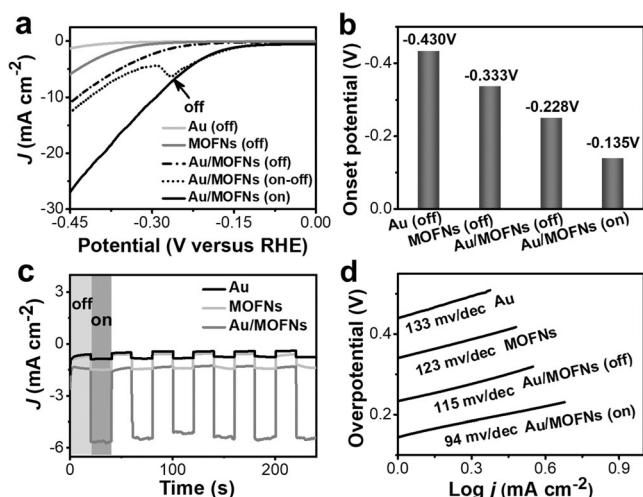 a
J (mA cm-2)
0
-5
-10
-15
-20
-25
-30
off
Au (off)
MOFNs (off)
Au/MOFNs (off)
Au/MOFNs (on-off)
Au/MOFNs (on)
-0.45
-0.30
-0.15
0.00
Potential (V versus RHE)
b
Onset potential (V)
-0.4
-0.2
0.0
-0.430V
-0.333V
-0.228V
-0.135V
Au (off)
MOFNs (off)
Au/MOFNs (off)
Au/MOFNs (on)
c
J (mA cm-2)
3
0
-3
-6
off
on
Au
MOFNs
Au/MOFNs
0
100
200
Time (s)
d
Overpotential (V)
0.4
0.2
133 mv/dec Au
123 mv/dec MOFNs
115 mv/dec Au/MOFNs (off)
94 mv/dec Au/MOFNs (on)
0.0
0.3
0.6
0.9
Log j (mA cm-2)